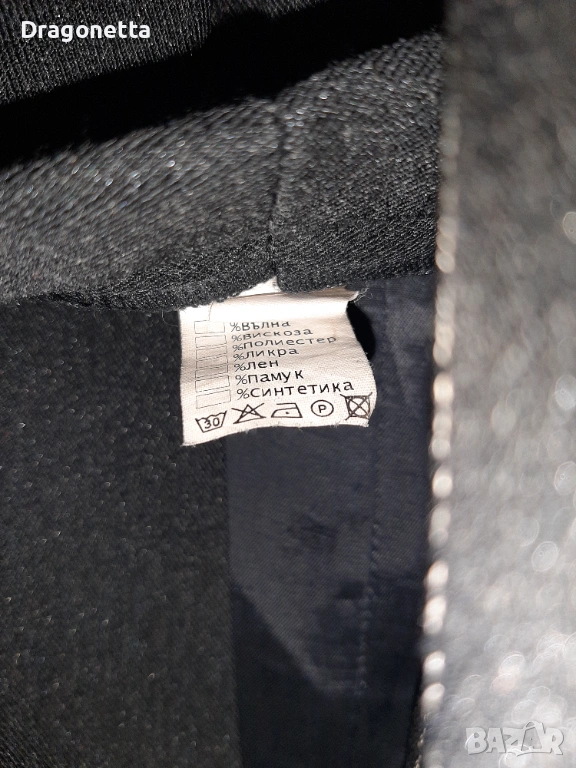 Dragonetta
%ВЪЛНА
%ВИСКОЗА
%ПОЛИЕСТЕР
%ЛИКРА
%ЛЕН
%ПАМУК
%СИНТЕТИКА
30 P
BAZAR